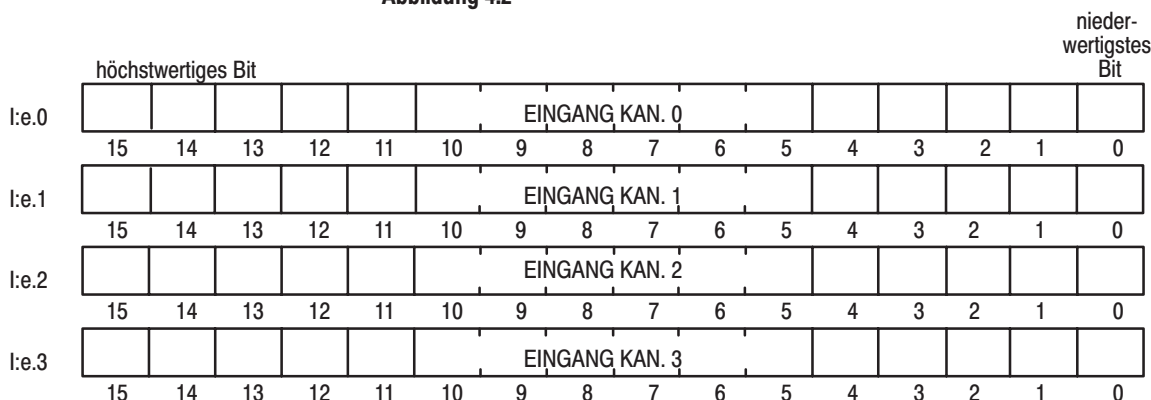 Abbildung 4.2
nieder-
wertigstes
Bit
höchstwertiges Bit
I:e.0 EINGANG KAN. 0
15 14 13 12 11 10 9 8 7 6 5 4 3 2 1 0
I:e.1 EINGANG KAN. 1
15 14 13 12 11 10 9 8 7 6 5 4 3 2 1 0
I:e.2 EINGANG KAN. 2
15 14 13 12 11 10 9 8 7 6 5 4 3 2 1 0
I:e.3 EINGANG KAN. 3
15 14 13 12 11 10 9 8 7 6 5 4 3 2 1 0